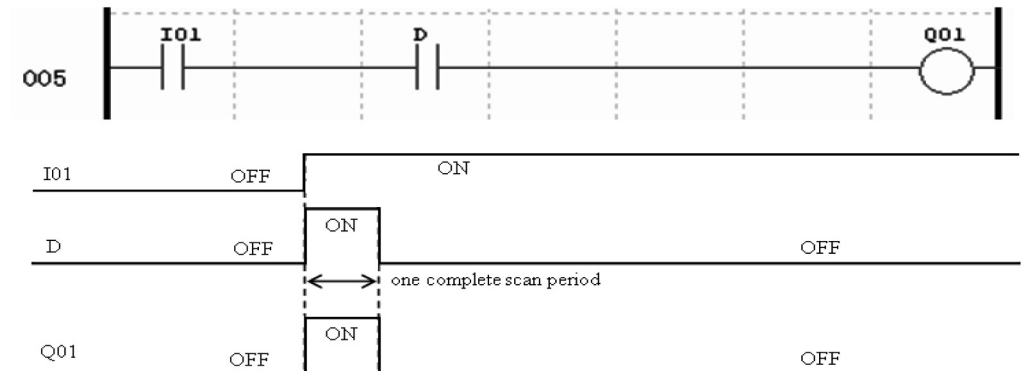 I01 D Q01
005
I01 OFF ON
ON
D OFF OFF
one complete scan period
ON
Q01 OFF OFF